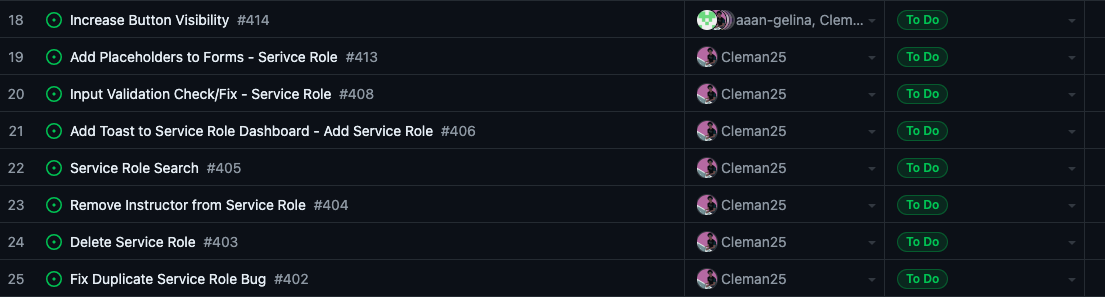 18 Increase Button Visibility #414 aaan-gelina, Clem... To Do
19 Add Placeholders to Forms - Serivce Role #413 Cleman25 To Do
20 Input Validation Check/Fix - Service Role #408 Cleman25 To Do
21 Add Toast to Service Role Dashboard - Add Service Role #406 Cleman25 To Do
22 Service Role Search #405 Cleman25 To Do
23 Remove Instructor from Service Role #404 Cleman25 To Do
24 Delete Service Role #403 Cleman25 To Do
25 Fix Duplicate Service Role Bug #402 Cleman25 To Do